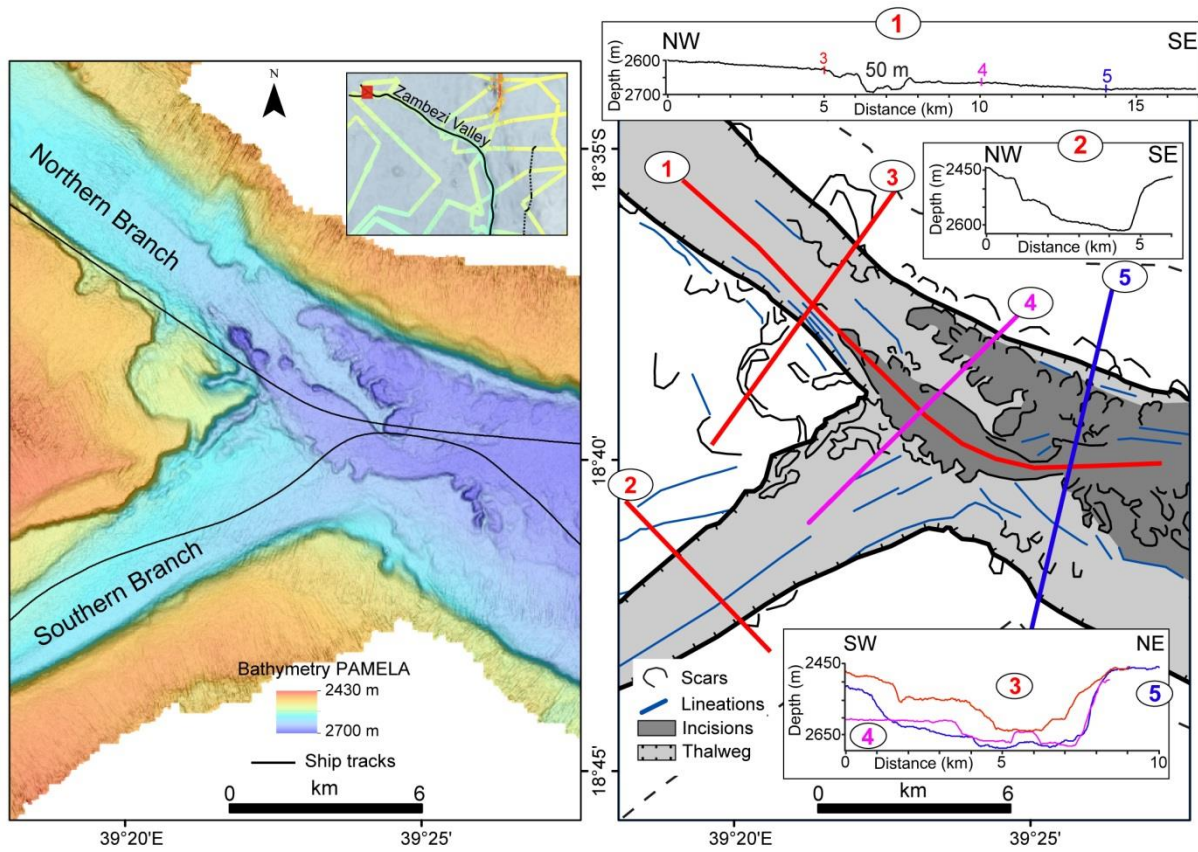 N
Zambezi Valley
Northern Branch
Southern Branch
Bathymetry PAMELA
2430 m
2700 m
Ship tracks
km
0 6
39°20'E 39°25'
18°35'S
18°40'
18°45'
1
NW SE
Depth (m)
2600
2700
3 50 m 4 5
0 5 10 15
Distance (km)
2
NW SE
Depth (m)
2450
2600
0 5
Distance (km)
1
3
5
4
2
Scars
Lineations
Incisions
Thalweg
SW NE
Depth (m)
2450
2650
3
5
4
0 5 10
Distance (km)
km
0 6
39°20'E 39°25'